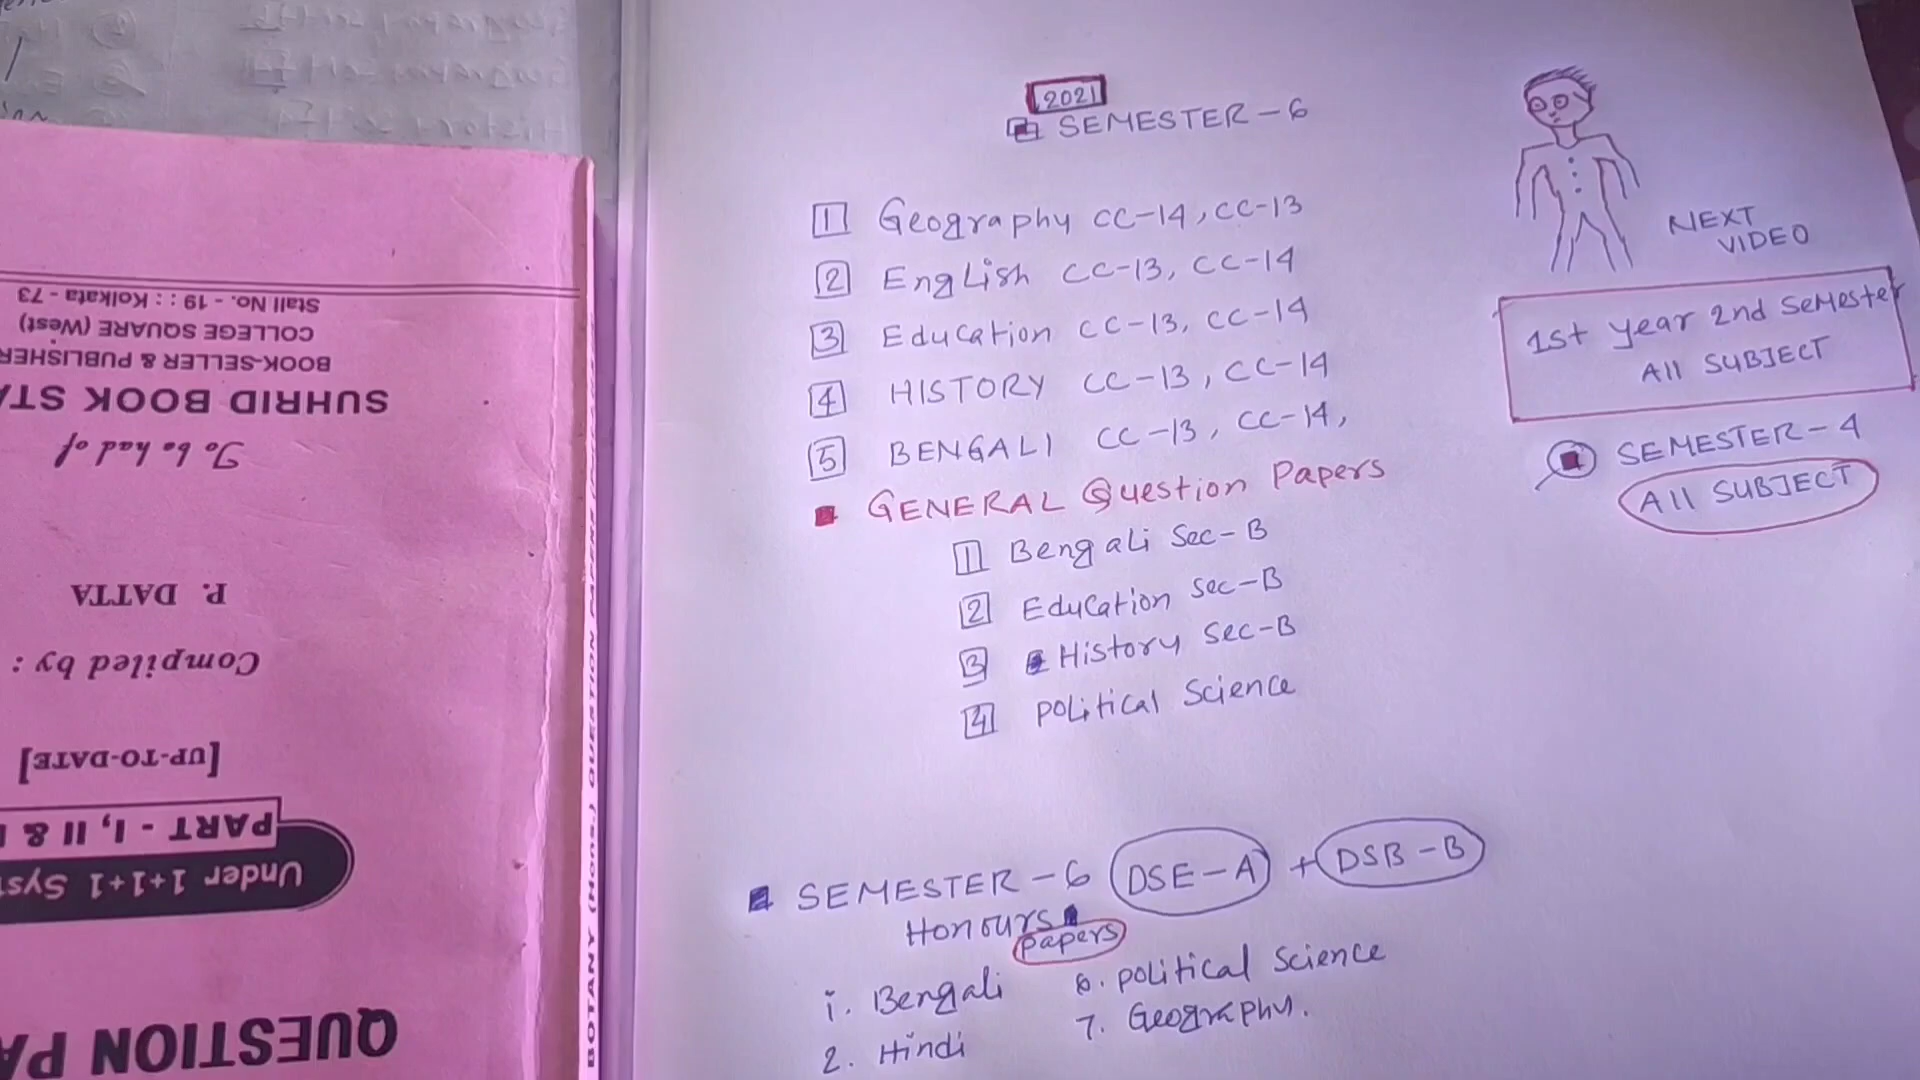 2021
SEMESTER-6
1 Geography CC-14, CC-13
2 English CC-13, CC-14
3 Education CC-13, CC-14
4 HISTORY CC-13, CC-14
5 BENGALI CC-13, CC-14,
GENERAL Question Papers
1 Bengali Sec-B
2 Education Sec-B
3 History Sec-B
4 Political Science
SEMESTER-6 DSE-A + DSB-B
Honours
papers
1. Bengali
2. Hindi
6. Political Science
7. Geography.
NEXT
VIDEO
1st year 2nd SeMester
All SUBJECT
SEMESTER-4
All SUBJECT
QUESTION PA
Under 1+1+1 Syst
PART - I, II &
[UP-TO-DATE]
Compiled by :
P. DATTA
To be had of
SUHRID BOOK STA
BOOK-SELLER & PUBLISHER
COLLEGE SQUARE (West)
Stall No. - 19 : : Kolkata - 73
BOTANY (Hons.) QUESTION PAPERS